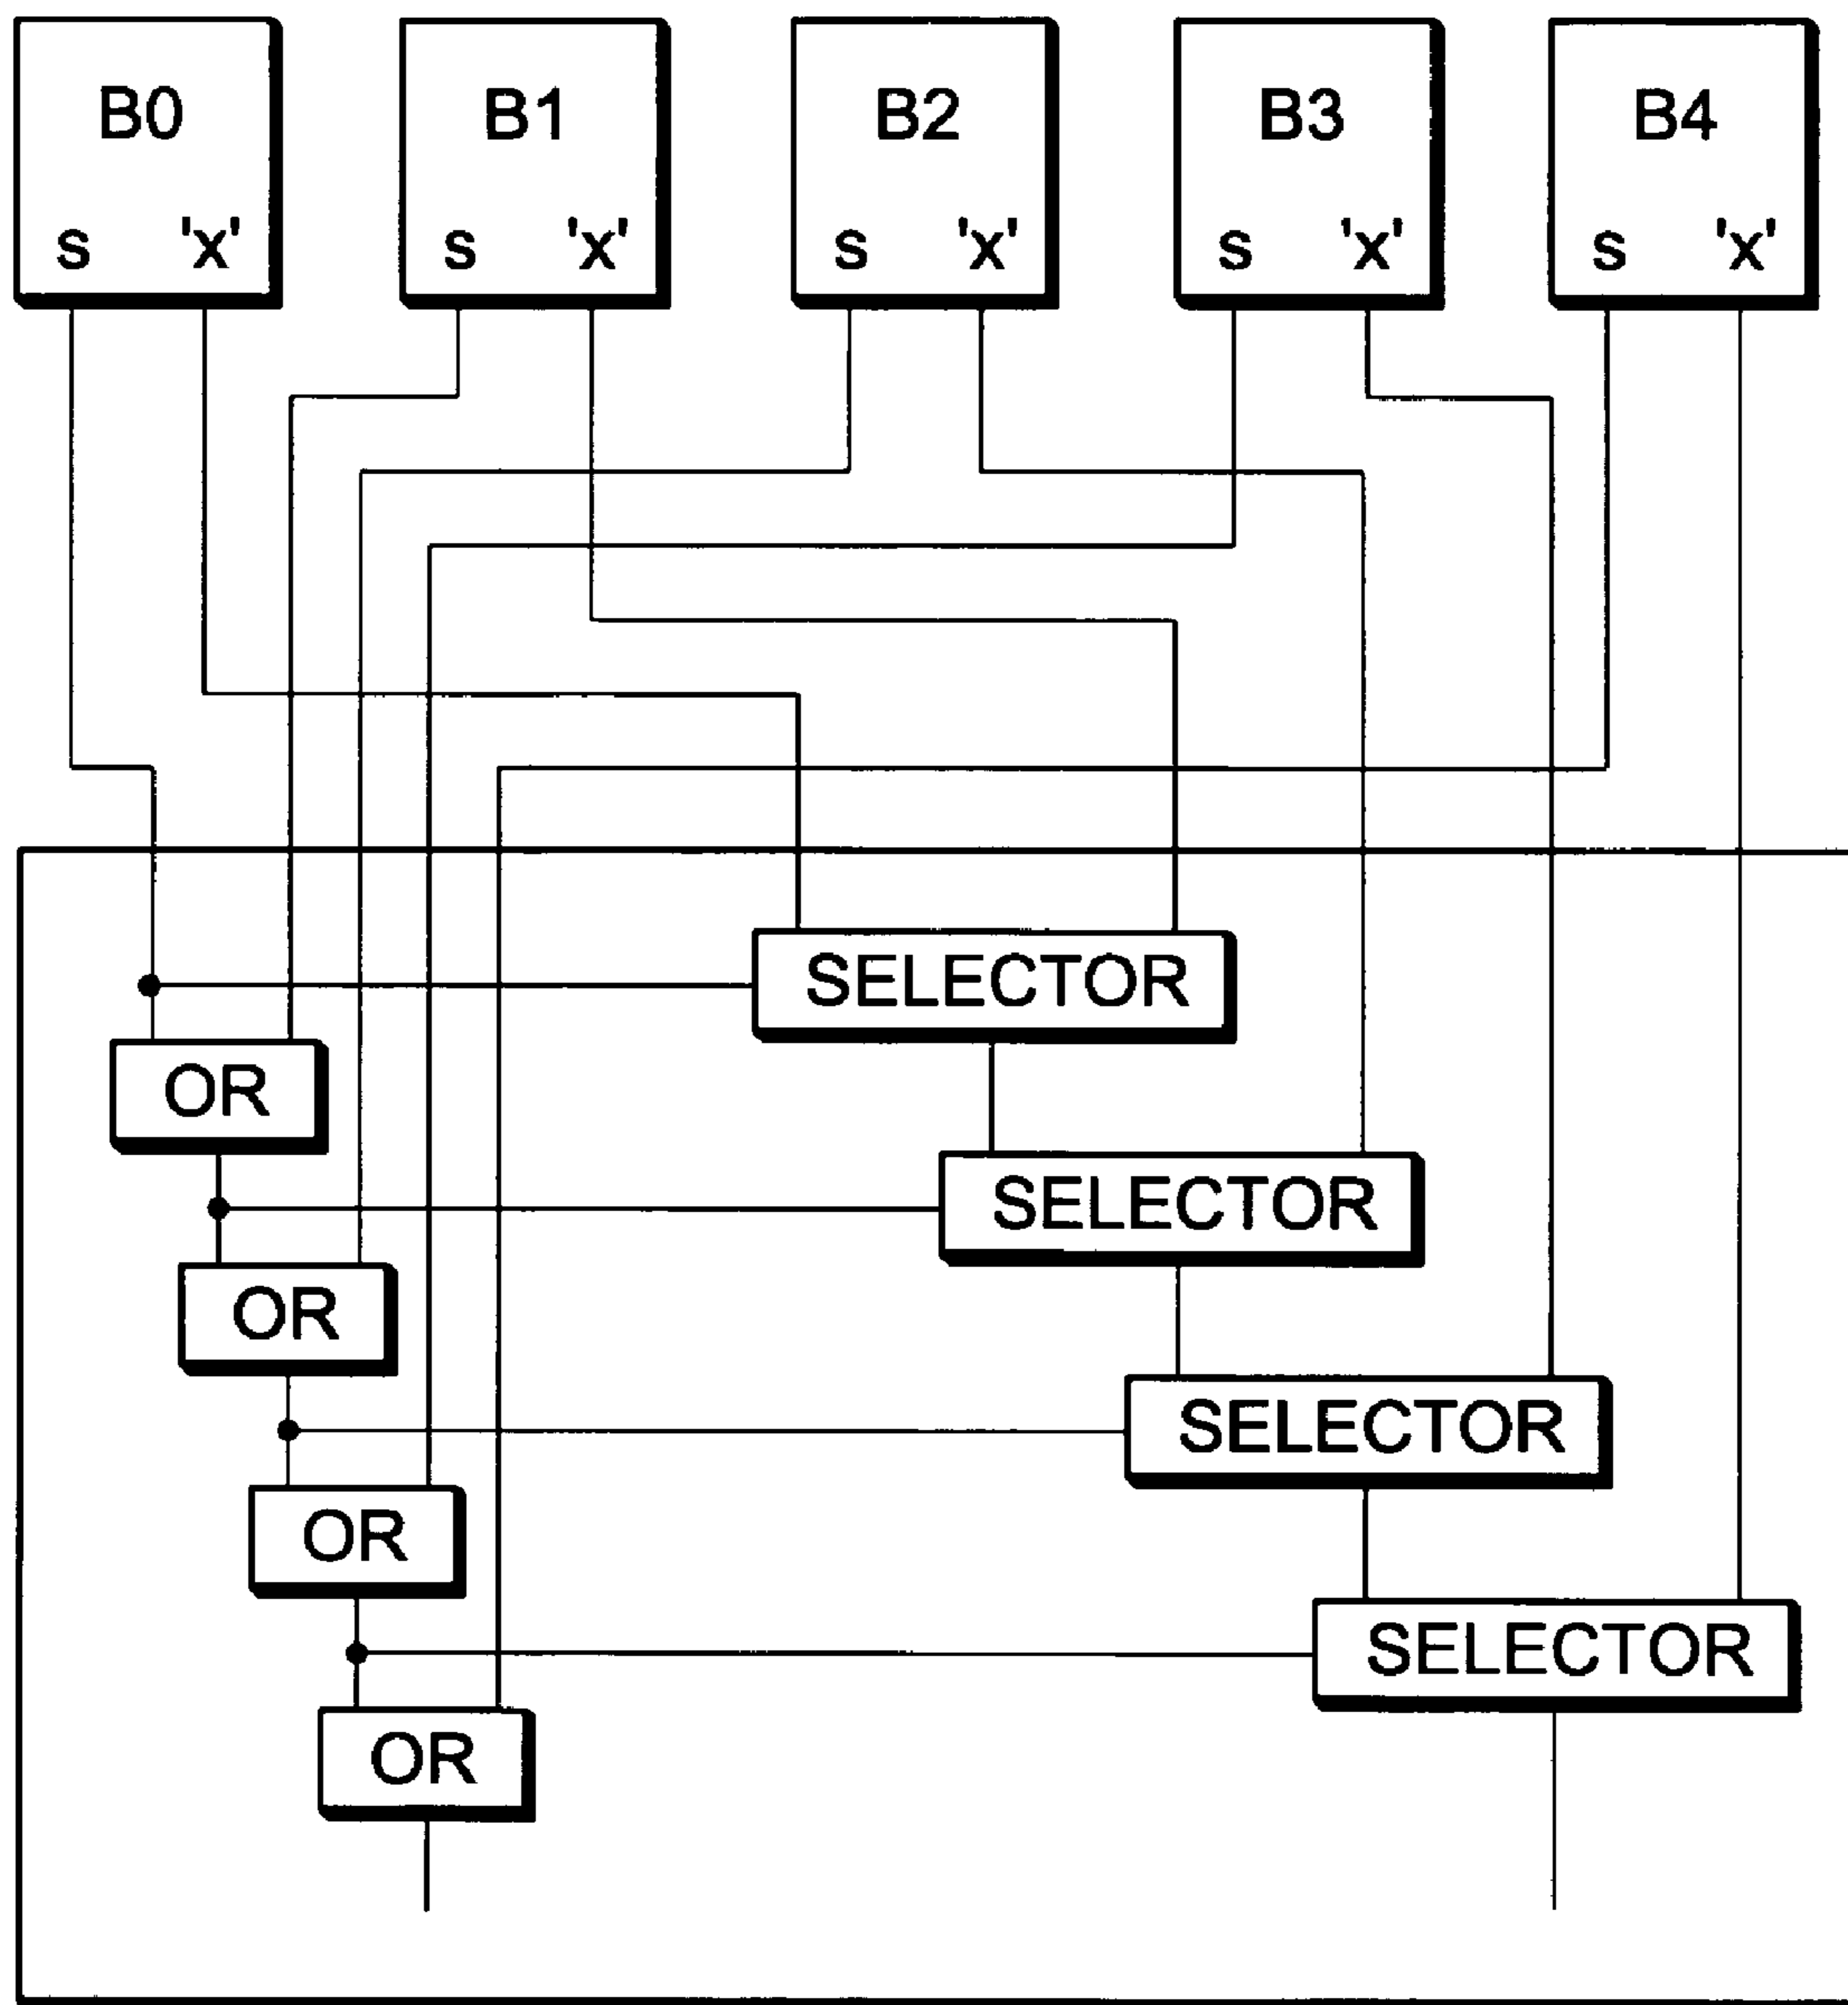 B0 B1 B2 B3 B4
s 'x' s 'x' s 'x' s 'x' s 'x'
SELECTOR
OR
SELECTOR
OR
SELECTOR
OR
SELECTOR
OR